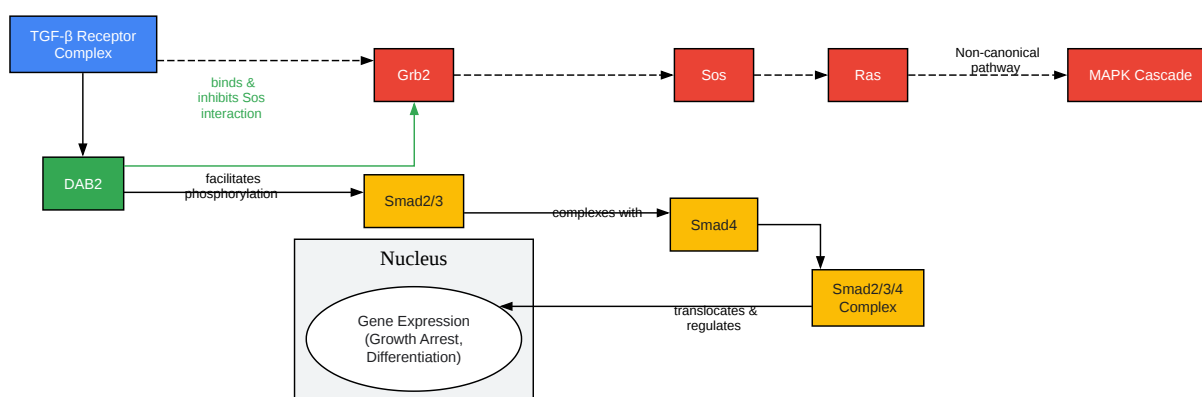 TGF-β Receptor
Complex
Grb2
Sos
Ras
Non-canonical
pathway
MAPK Cascade
binds &
inhibits Sos
interaction
DAB2
facilitates
phosphorylation
Smad2/3
complexes with
Smad4
Smad2/3/4
Complex
translocates &
regulates
Nucleus
Gene Expression
(Growth Arrest,
Differentiation)